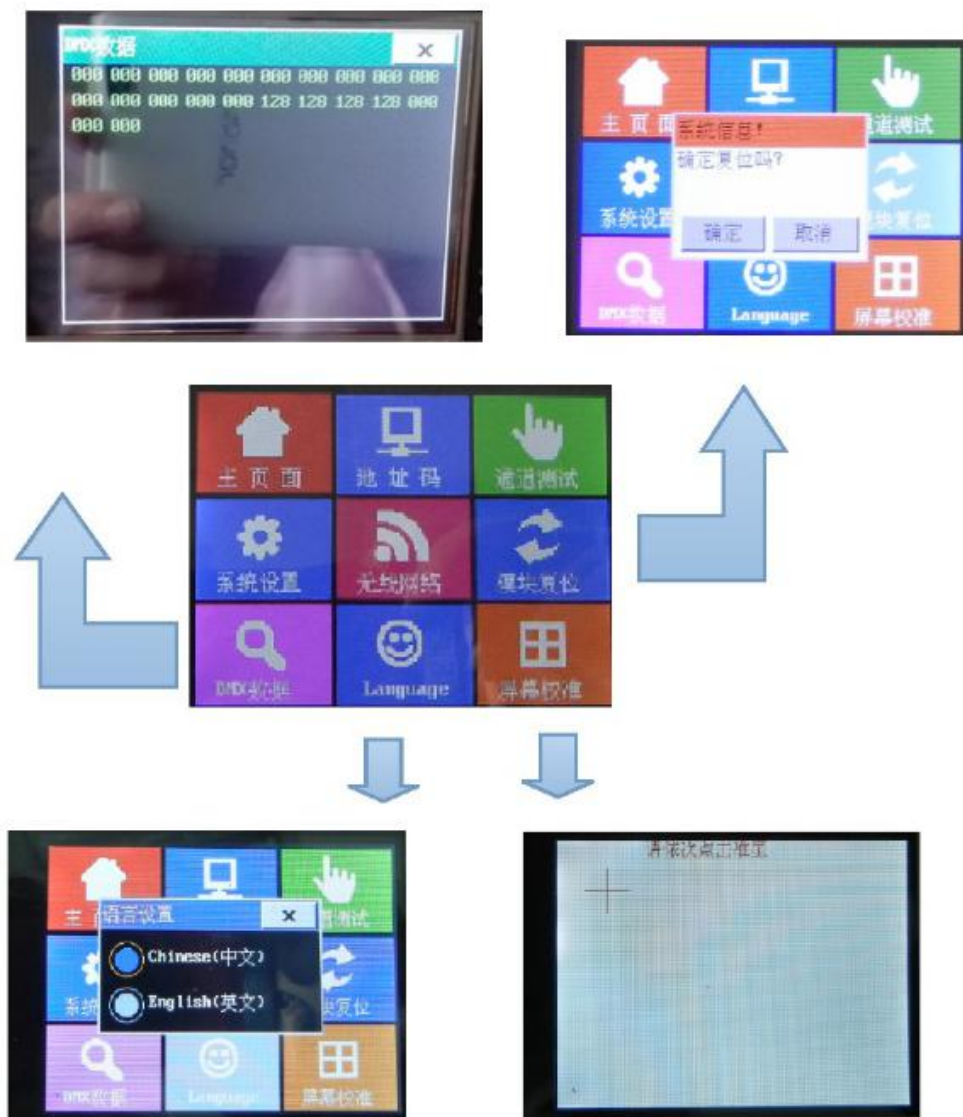 DMX数据 ×
000 000 000 000 000 000 000 000 000 000
000 000 000 000 000 128 128 128 128 000
000 000
主 页 面
通道测试
系统信息!
确定复位吗?
确定 取消
系统设置
模块复位
DMX数据 Language 屏幕校准
主 页 面 地 址 码 通道测试
系统设置 无线网络 模块复位
DMX数据 Language 屏幕校准
语言设置 ×
Chinese(中文)
English(英文)
DMX数据 Language 屏幕校准